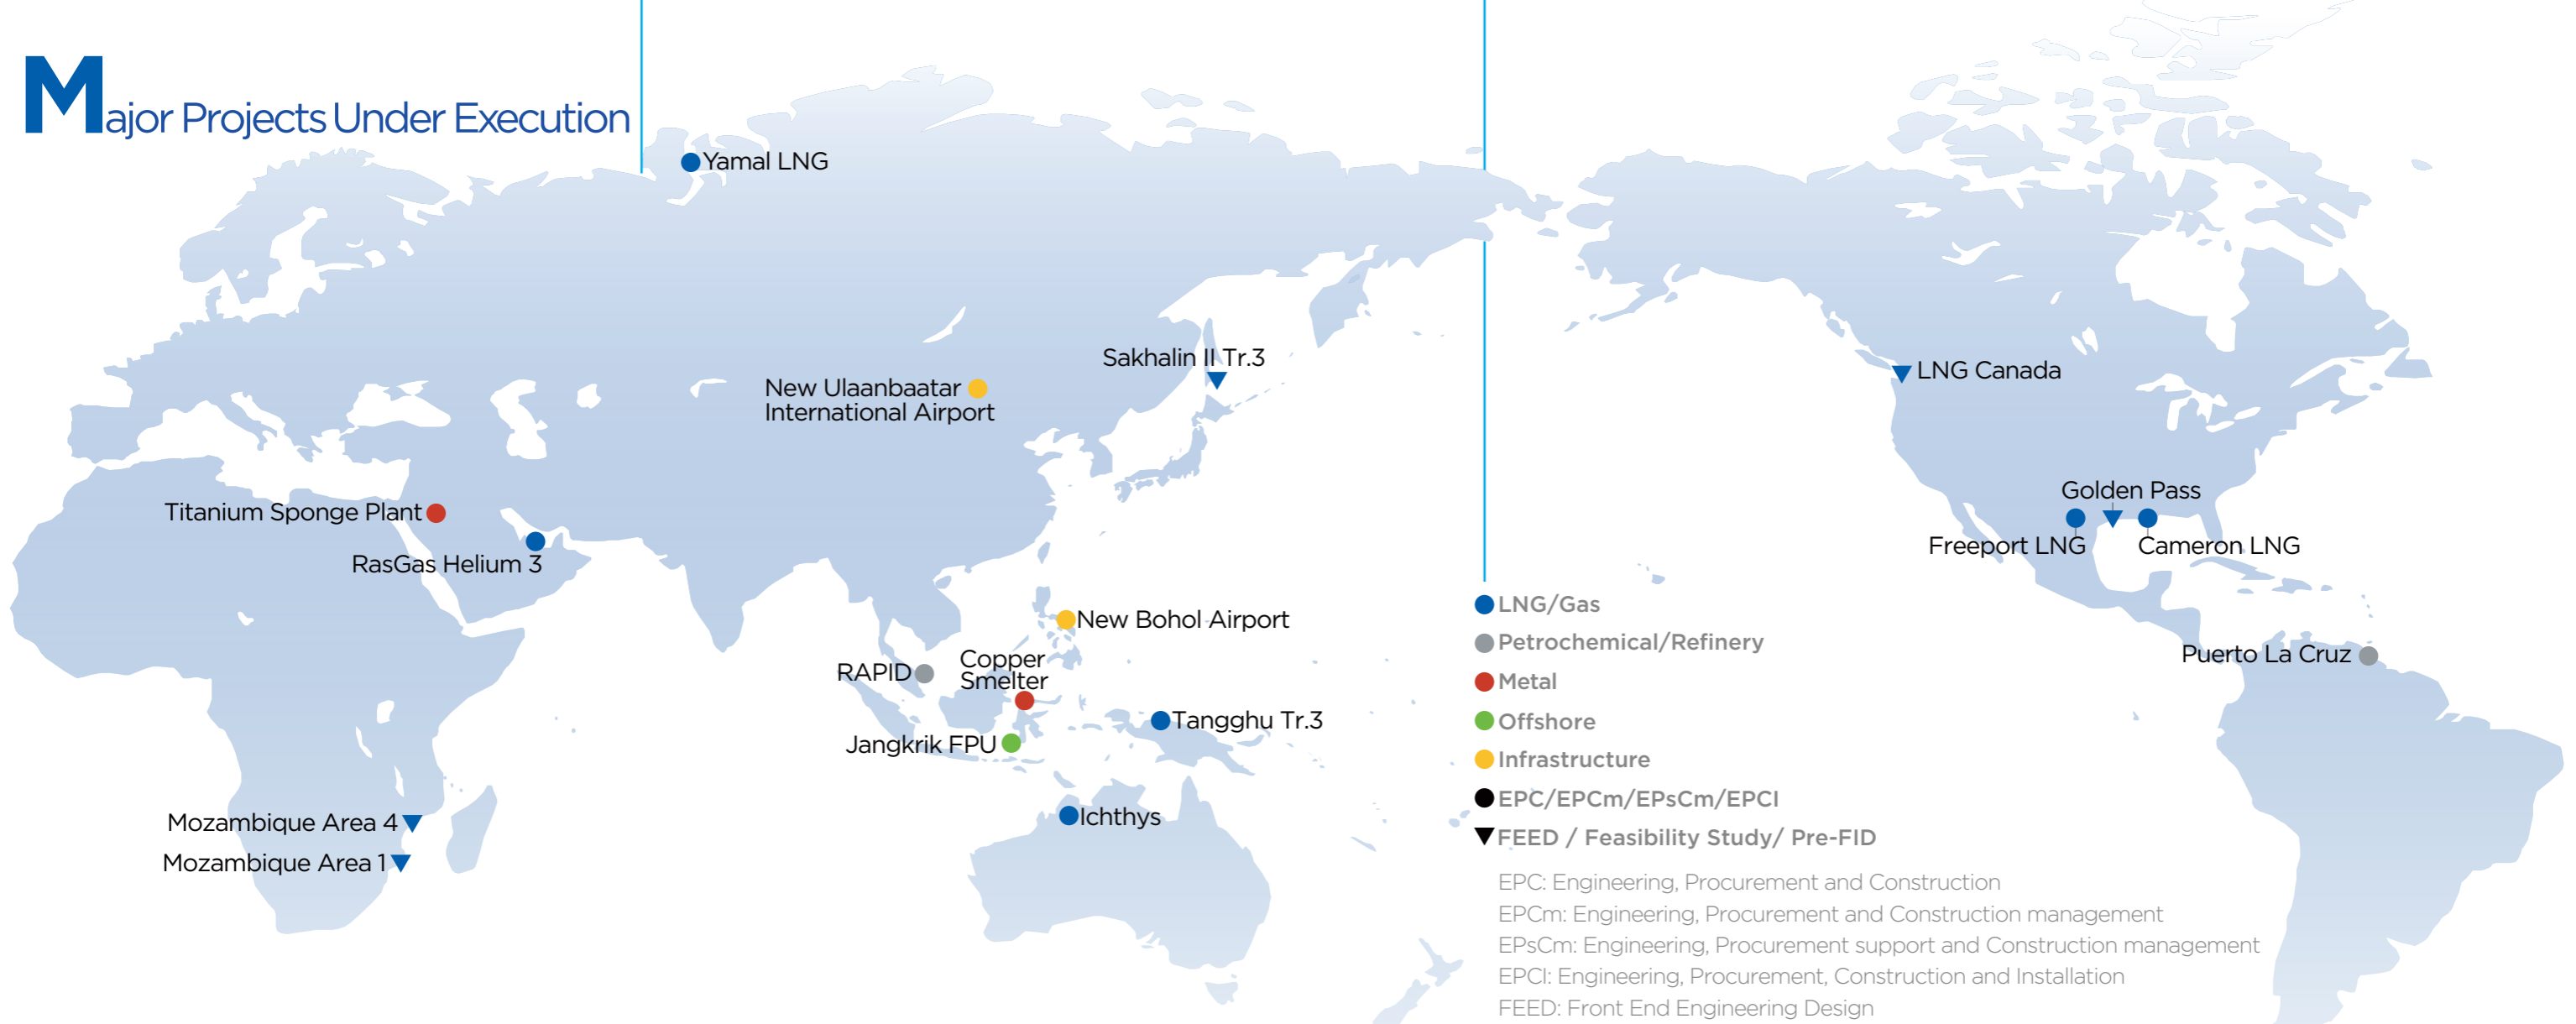 Major Projects Under Execution
Yamal LNG
Sakhalin II Tr.3
New Ulaanbaatar
International Airport
LNG Canada
Golden Pass
Titanium Sponge Plant
Freeport LNG
Cameron LNG
RasGas Helium 3
New Bohol Airport
Puerto La Cruz
Copper
Smelter
RAPID
Tangghu Tr.3
Jangkrik FPU
Ichthys
Mozambique Area 4
Mozambique Area 1
LNG/Gas
Petrochemical/Refinery
Metal
Offshore
Infrastructure
EPC/EPCm/EPsCm/EPCI
FEED / Feasibility Study/ Pre-FID
EPC: Engineering, Procurement and Construction
EPCm: Engineering, Procurement and Construction management
EPsCm: Engineering, Procurement support and Construction management
EPCI: Engineering, Procurement, Construction and Installation
FEED: Front End Engineering Design